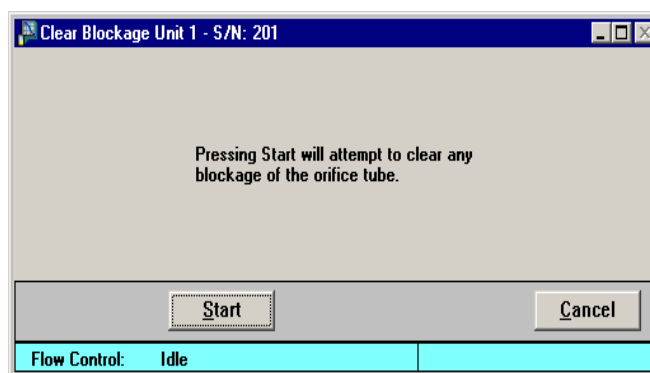 Clear Blockage Unit 1 - S/N: 201
Pressing Start will attempt to clear any
blockage of the orifice tube.
Start
Cancel
Flow Control: Idle